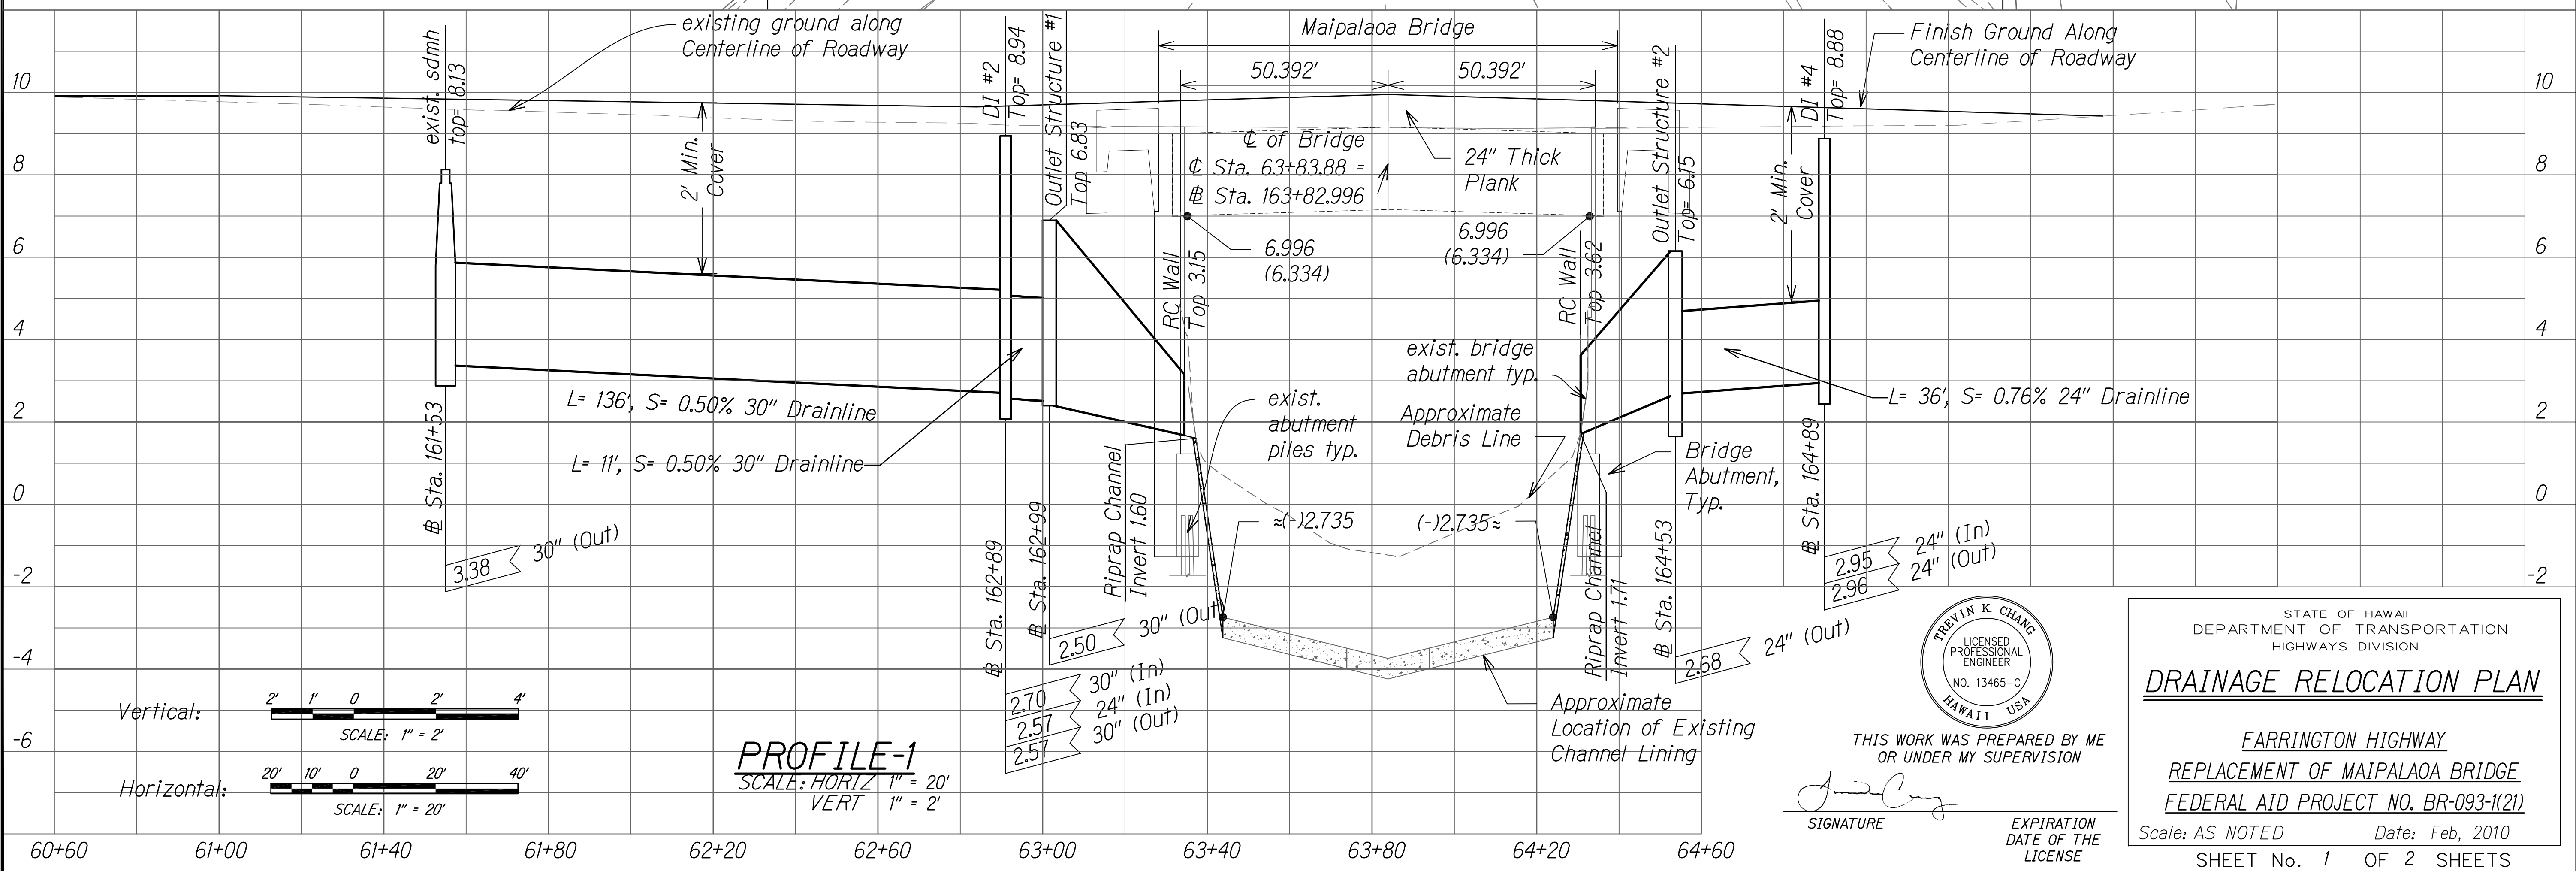 existing ground along
Centerline of Roadway
Maipalaoa Bridge
50.392'
50.392'
Finish Ground Along
Centerline of Roadway
exist. sdmh
top= 8.13
DI #2
Top= 8.94
Outlet Structure #1
Top 6.83
Outlet Structure #2
Top= 6.15
DI #4
Top= 8.88
10
8
6
4
2
0
-2
-4
-6
10
8
6
4
2
0
-2
2' Min.
Cover
℄ of Bridge
℄ Sta. 63+83.88 =
Sta. 163+82.996
24" Thick
Plank
2' Min.
Cover
6.996
(6.334)
6.996
(6.334)
RC Wall
Top 3.15
RC Wall
Top 3.62
exist. bridge
abutment typ.
exist.
abutment
piles typ.
Approximate
Debris Line
Bridge
Abutment,
Typ.
L= 136', S= 0.50% 30" Drainline
L= 11', S= 0.50% 30" Drainline
L= 36', S= 0.76% 24" Drainline
Sta. 161+53
3.38 30" (Out)
Sta. 162+89
2.70 30" (In)
2.57 24" (In)
2.57 30" (Out)
Sta. 162+99
2.50 30" (Out)
Riprap Channel
Invert 1.60
≈(-)2.735
(-)2.735≈
Riprap Channel
Invert 1.71
Sta. 164+53
2.68 24" (Out)
Sta. 164+89
2.95 24" (In)
2.96 24" (Out)
Approximate
Location of Existing
Channel Lining
Vertical:
2' 1' 0 2' 4'
SCALE: 1" = 2'
Horizontal:
20' 10' 0 20' 40'
SCALE: 1" = 20'
PROFILE-1
SCALE: HORIZ 1" = 20'
VERT 1" = 2'
60+60 61+00 61+40 61+80 62+20 62+60 63+00 63+40 63+80 64+20 64+60
TREVIN K. CHANG
LICENSED
PROFESSIONAL
ENGINEER
NO. 13465-C
HAWAII USA
THIS WORK WAS PREPARED BY ME
OR UNDER MY SUPERVISION
SIGNATURE
EXPIRATION
DATE OF THE
LICENSE
STATE OF HAWAII
DEPARTMENT OF TRANSPORTATION
HIGHWAYS DIVISION
DRAINAGE RELOCATION PLAN
FARRINGTON HIGHWAY
REPLACEMENT OF MAIPALAOA BRIDGE
FEDERAL AID PROJECT NO. BR-093-1(21)
Scale: AS NOTED Date: Feb, 2010
SHEET No. 1 OF 2 SHEETS